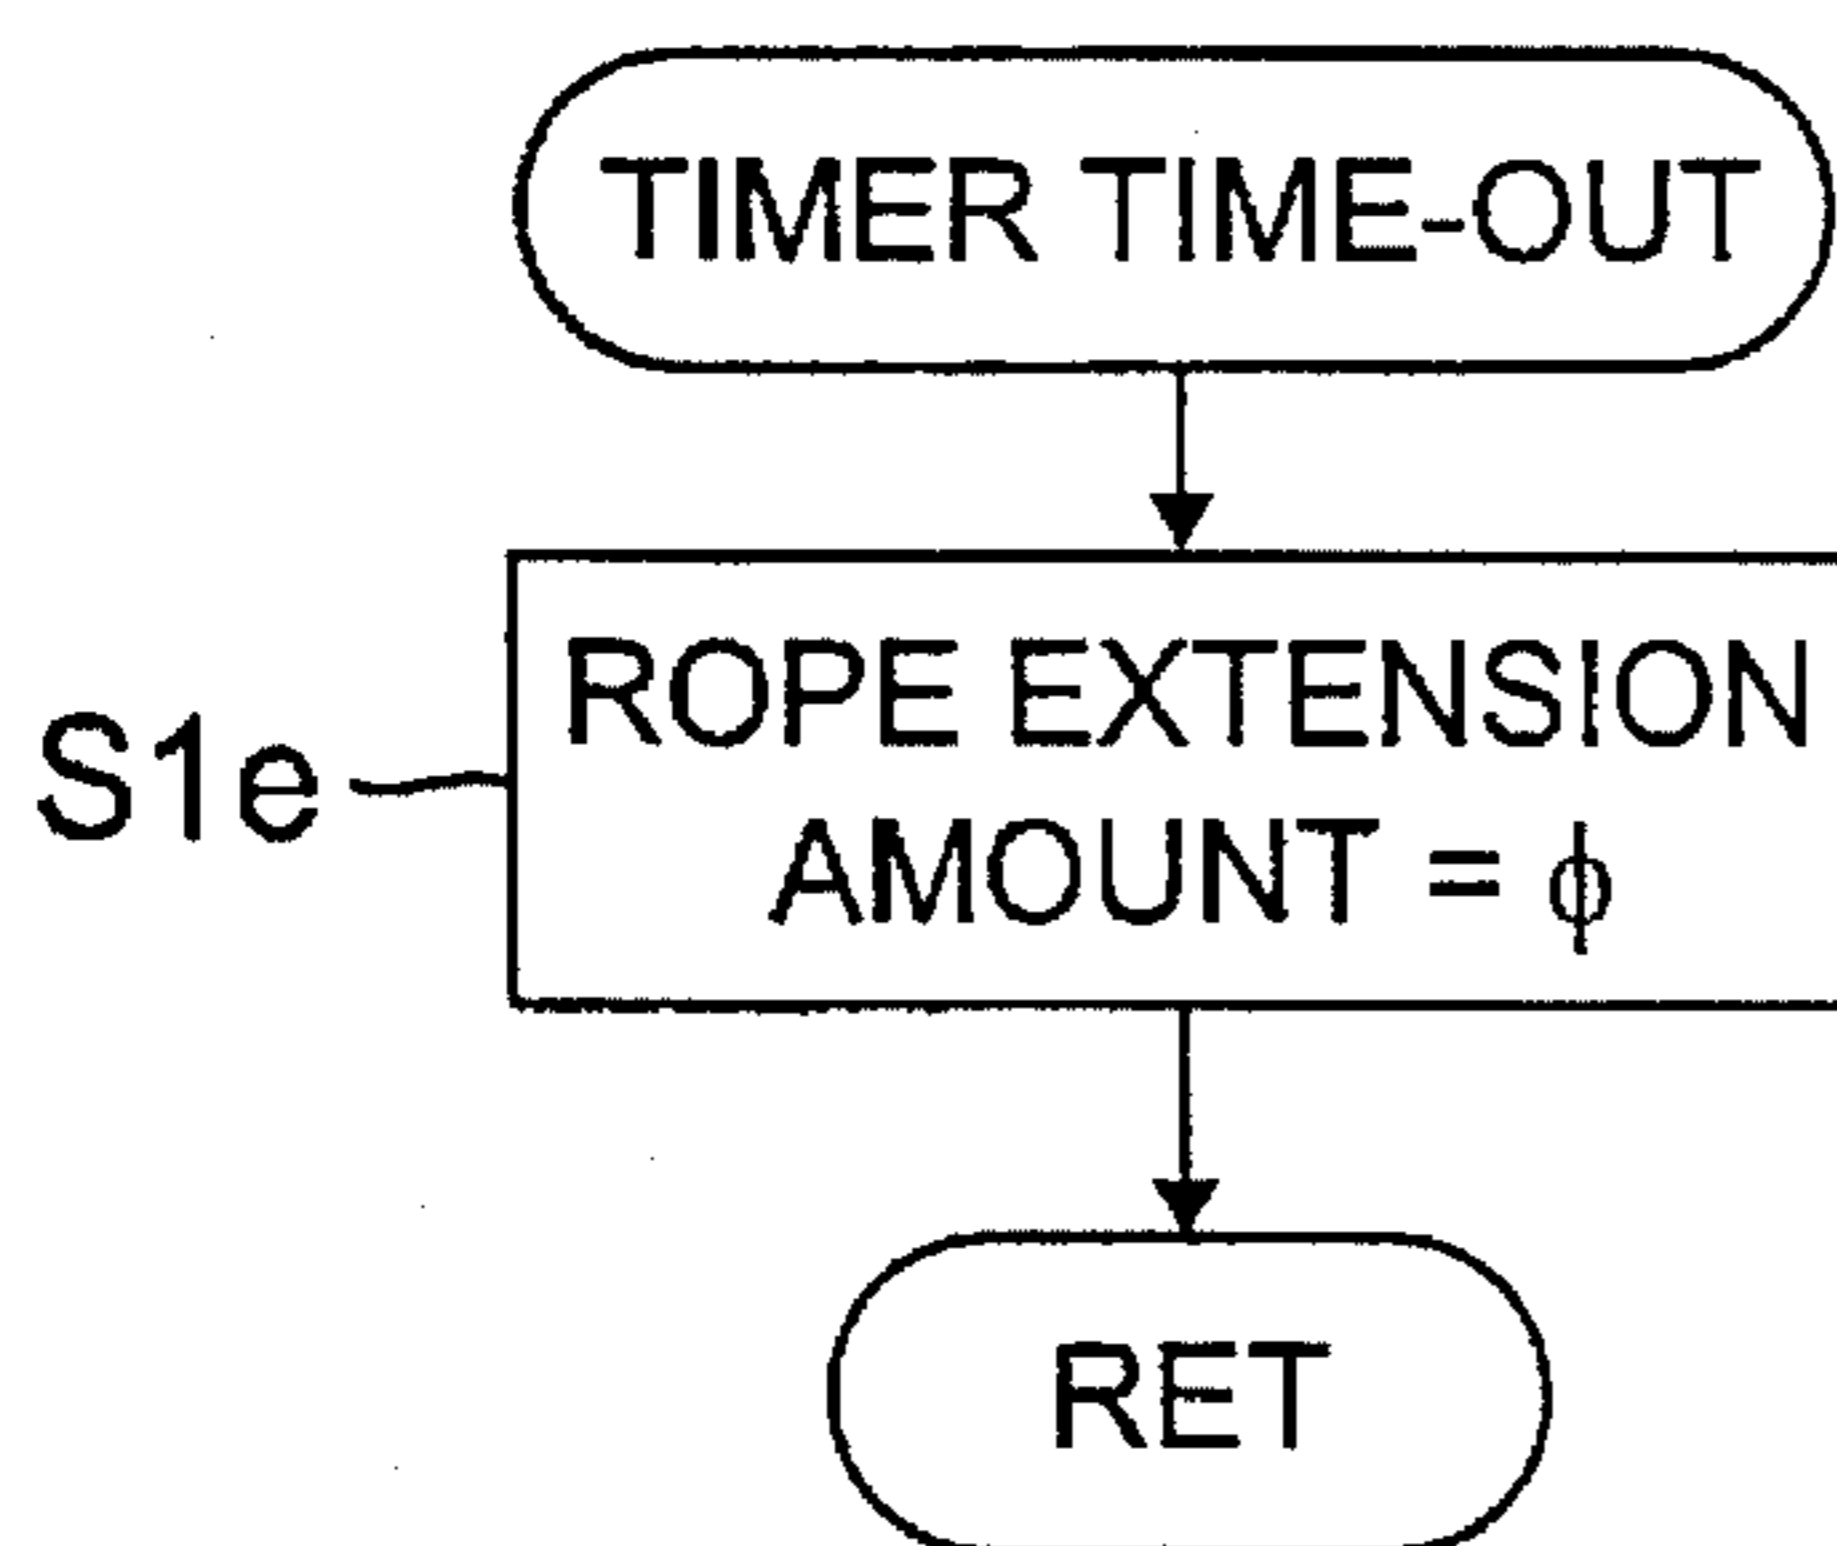 TIMER TIME-OUT
ROPE EXTENSION
S1e
AMOUNT = ϕ
RET